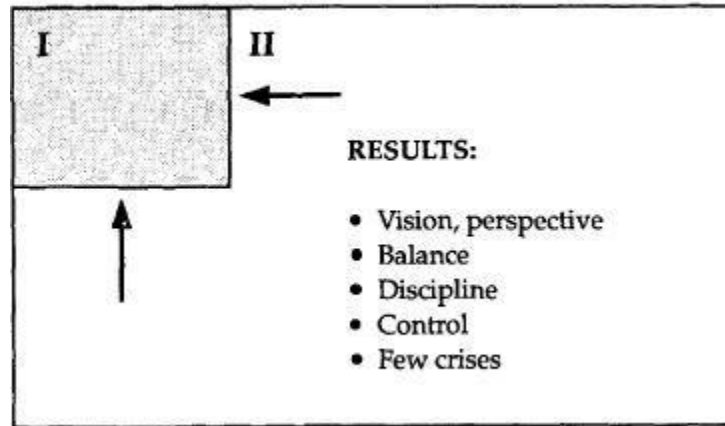 I II
RESULTS:
• Vision, perspective
• Balance
• Discipline
• Control
• Few crises